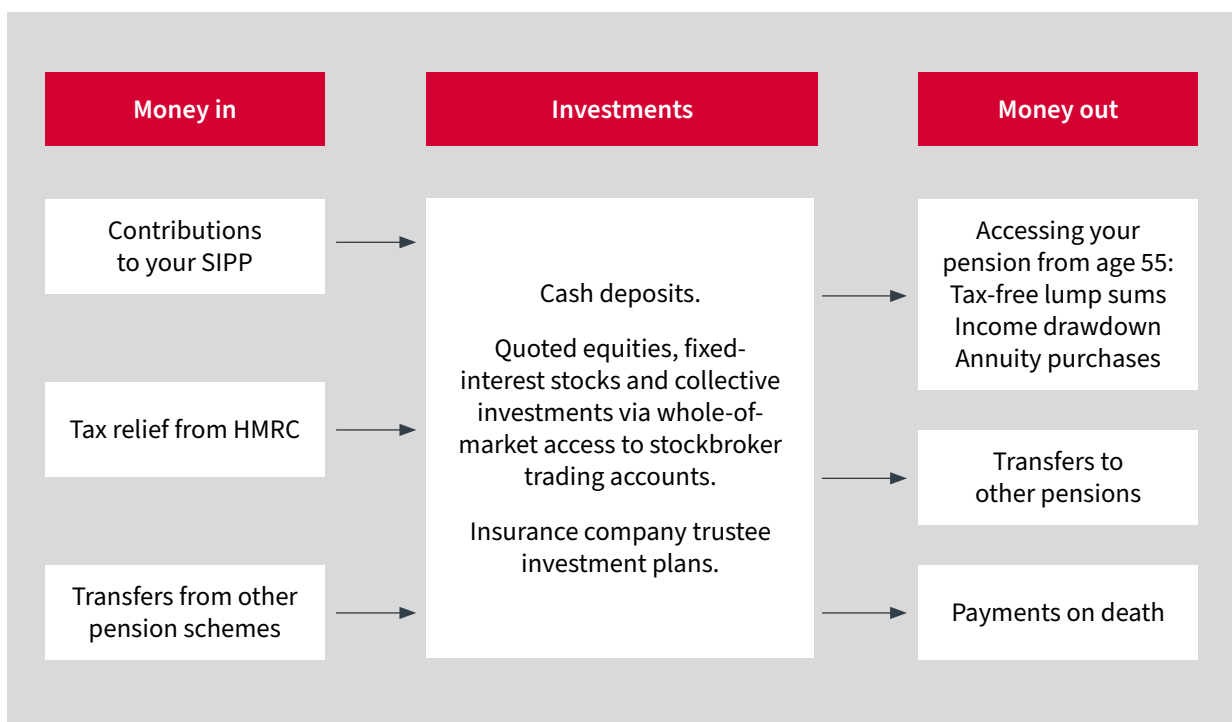 Money in
Investments
Money out
Contributions
to your SIPP
Tax relief from HMRC
Transfers from other
pension schemes
Cash deposits.
Quoted equities, fixed-
interest stocks and collective
investments via whole-of-
market access to stockbroker
trading accounts.
Insurance company trustee
investment plans.
Accessing your
pension from age 55:
Tax-free lump sums
Income drawdown
Annuity purchases
Transfers to
other pensions
Payments on death